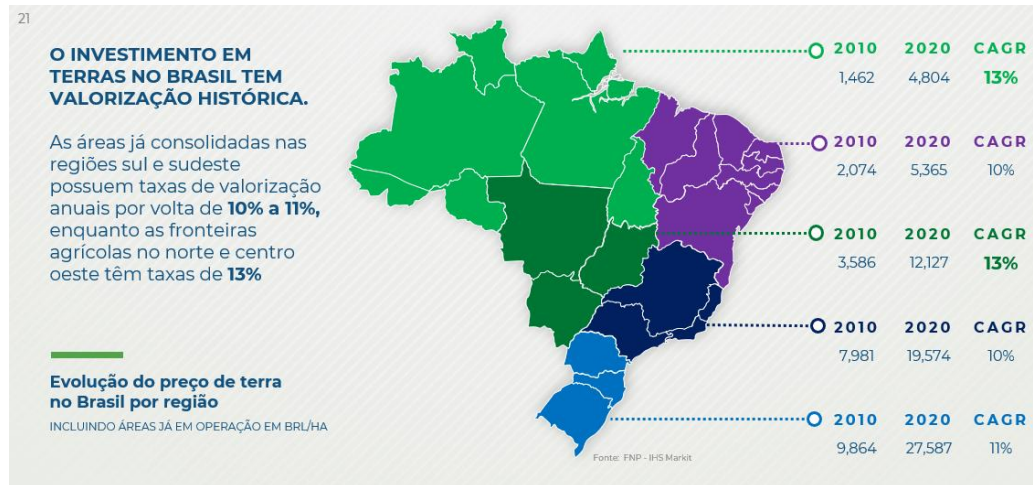 21
O INVESTIMENTO EM
TERRAS NO BRASIL TEM
VALORIZAÇÃO HISTÓRICA.
As áreas já consolidadas nas
regiões sul e sudeste
possuem taxas de valorização
anuais por volta de 10% a 11%,
enquanto as fronteiras
agrícolas no norte e centro
oeste têm taxas de 13%
Evolução do preço de terra
no Brasil por região
INCLUINDO ÁREAS JÁ EM OPERAÇÃO EM BRL/HA
2010 2020 CAGR
1,462 4,804 13%
2010 2020 CAGR
2,074 5,365 10%
2010 2020 CAGR
3,586 12,127 13%
2010 2020 CAGR
7,981 19,574 10%
2010 2020 CAGR
9,864 27,587 11%
Fonte: FNP - IHS Markit